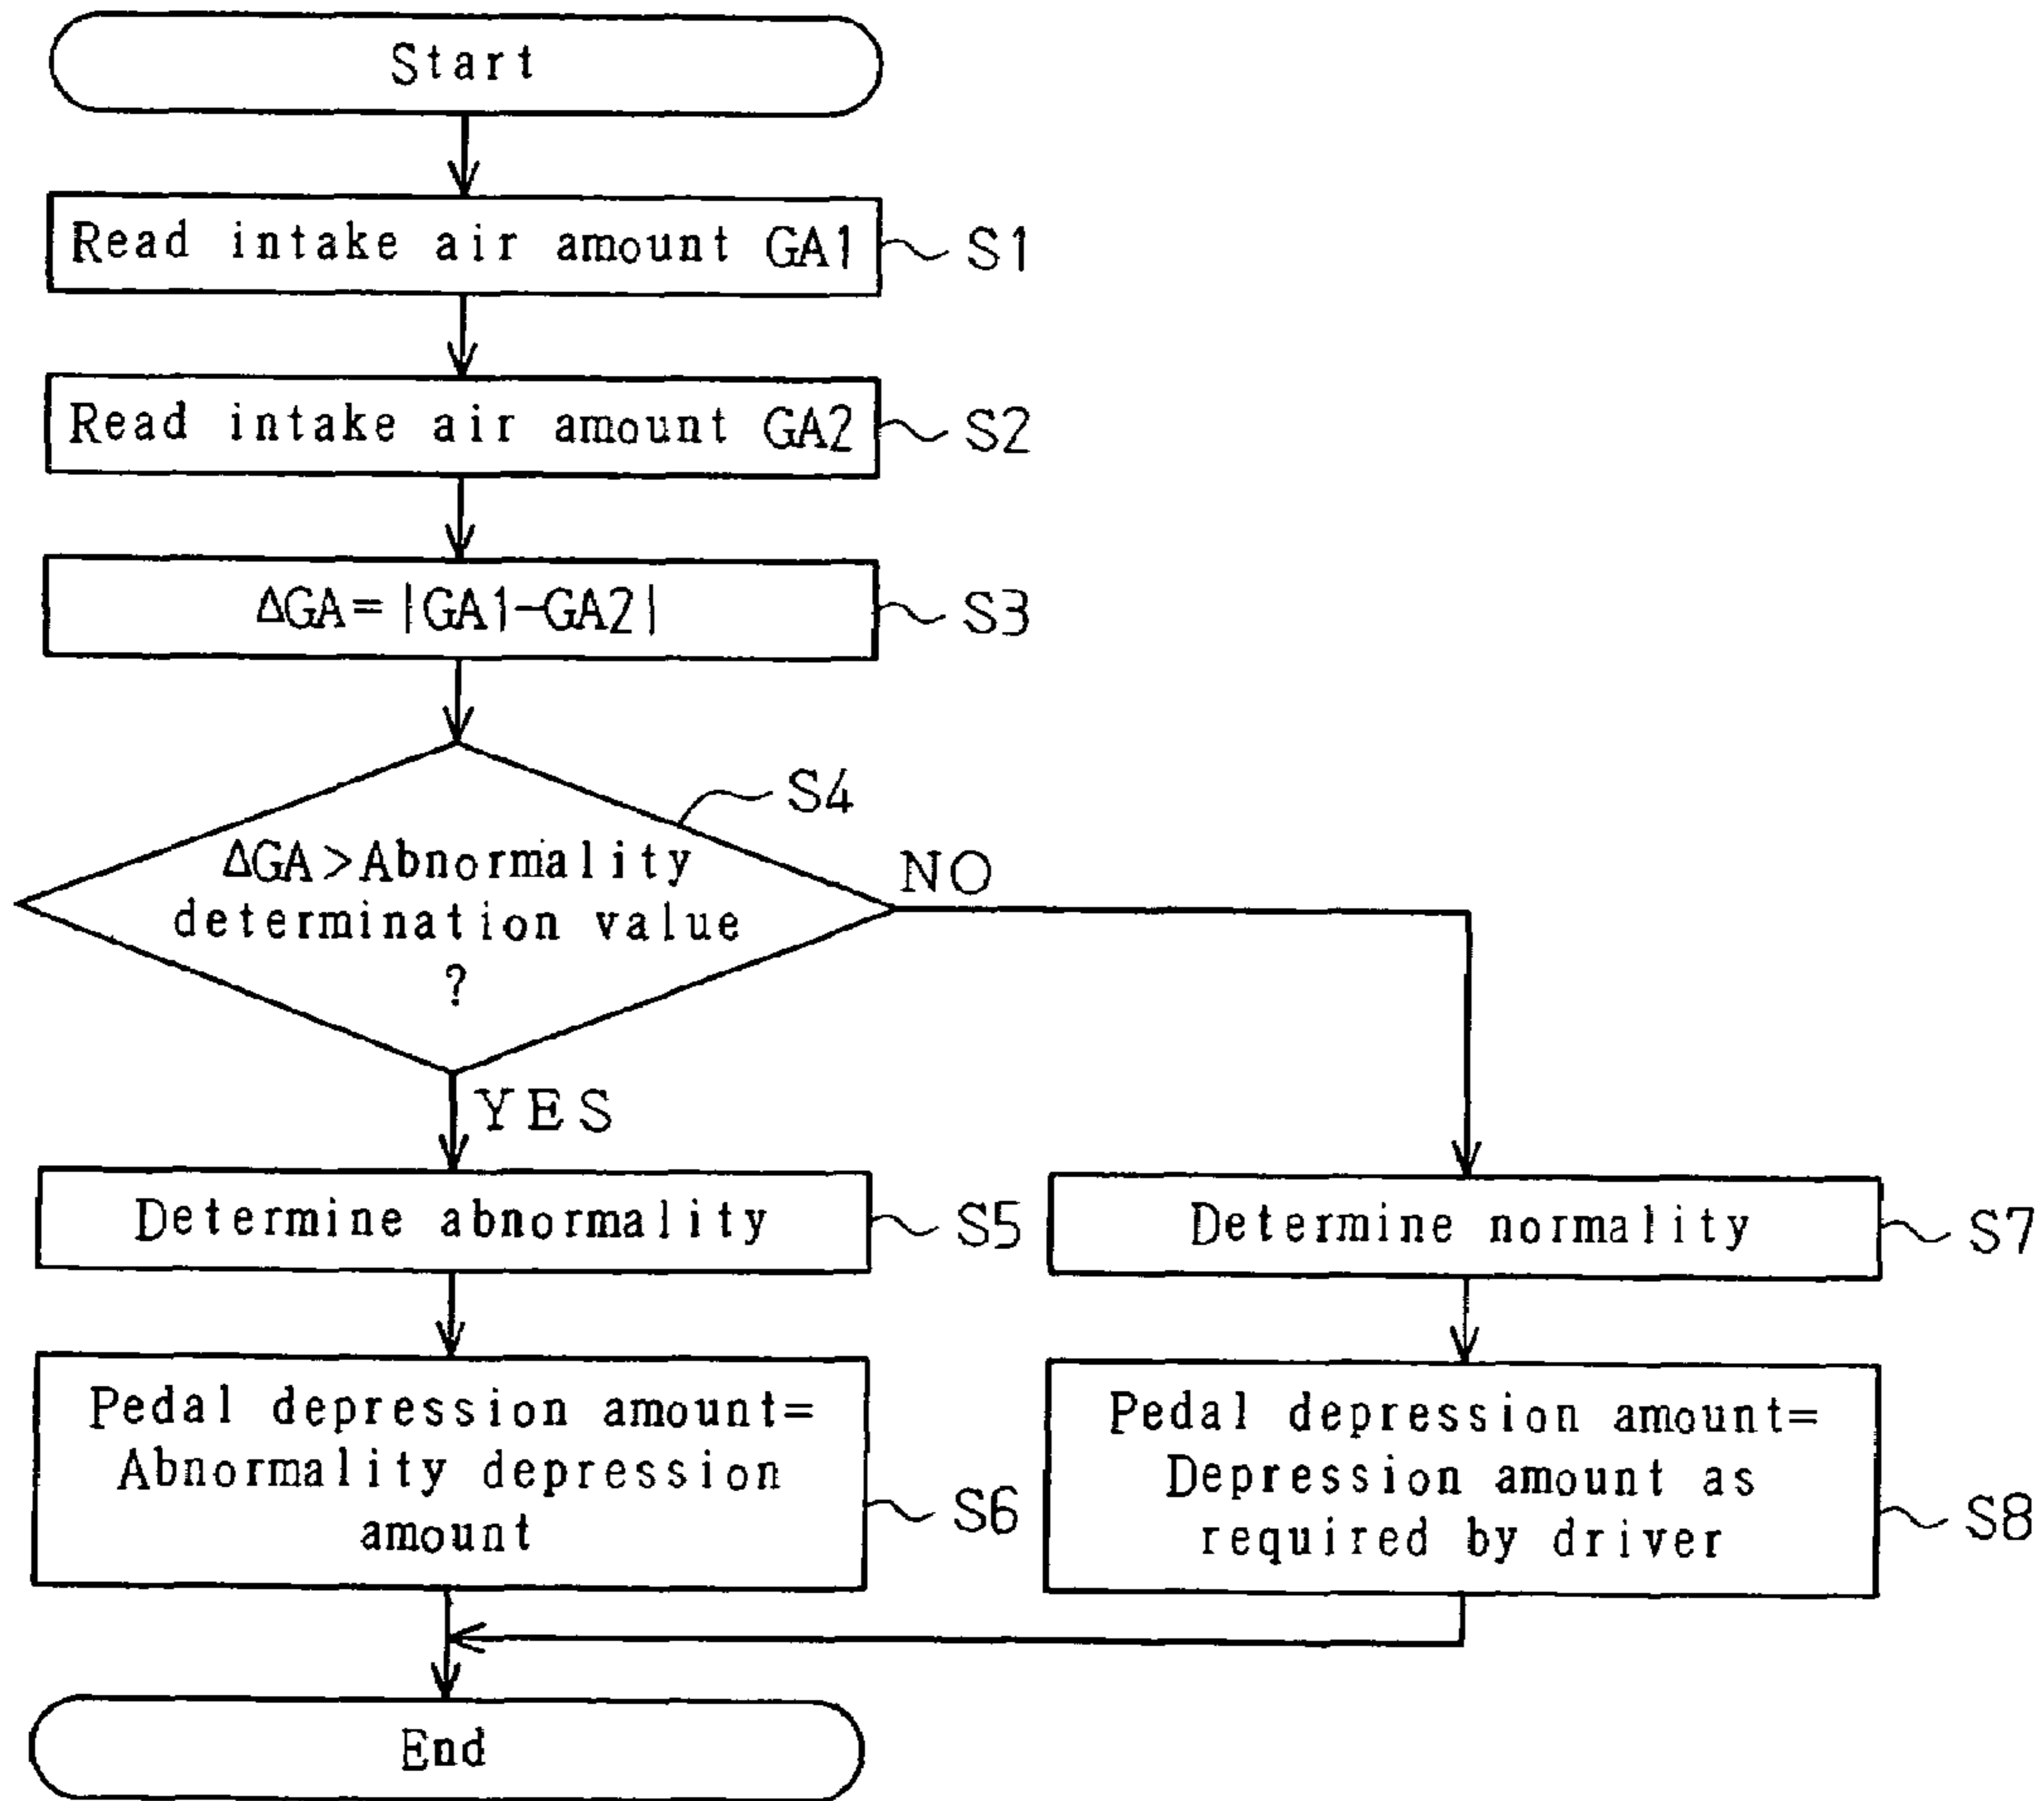 Start
Read intake air amount GA1
S1
Read intake air amount GA2
S2
ΔGA=|GA1-GA2|
S3
S4
ΔGA>Abnormality
determination value
?
NO
YES
Determine abnormality
S5
Determine normality
S7
Pedal depression amount=
Abnormality depression
amount
S6
Pedal depression amount=
Depression amount as
required by driver
S8
End